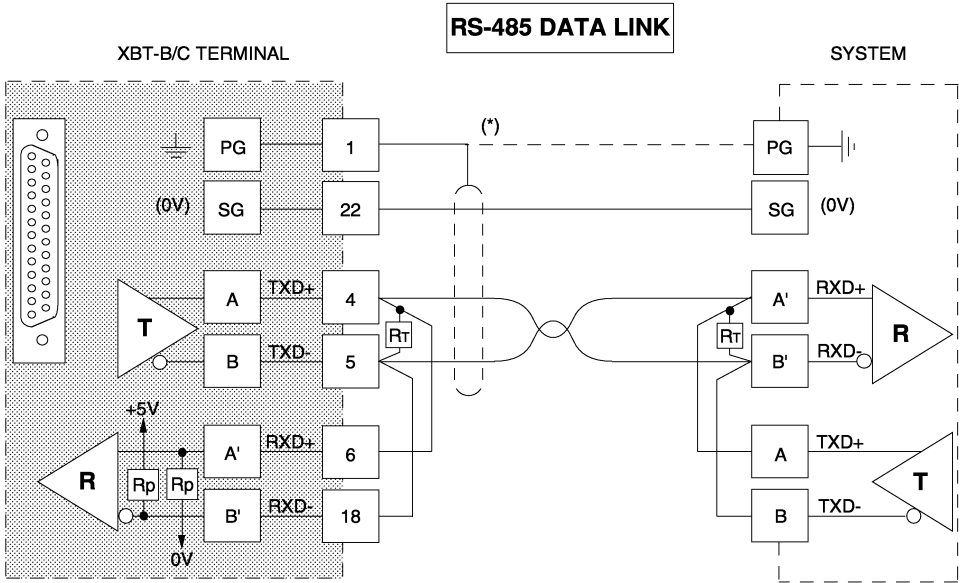 RS-485 DATA LINK
XBT-B/C TERMINAL
SYSTEM
PG
1
(*)
PG
(0V)
SG
22
SG
(0V)
T
A
TXD+
4
A'
RXD+
R
RT
RT
B
TXD-
5
B'
RXD-
+5V
R
A'
RXD+
6
A
TXD+
T
Rp
Rp
B'
RXD-
18
B
TXD-
0V